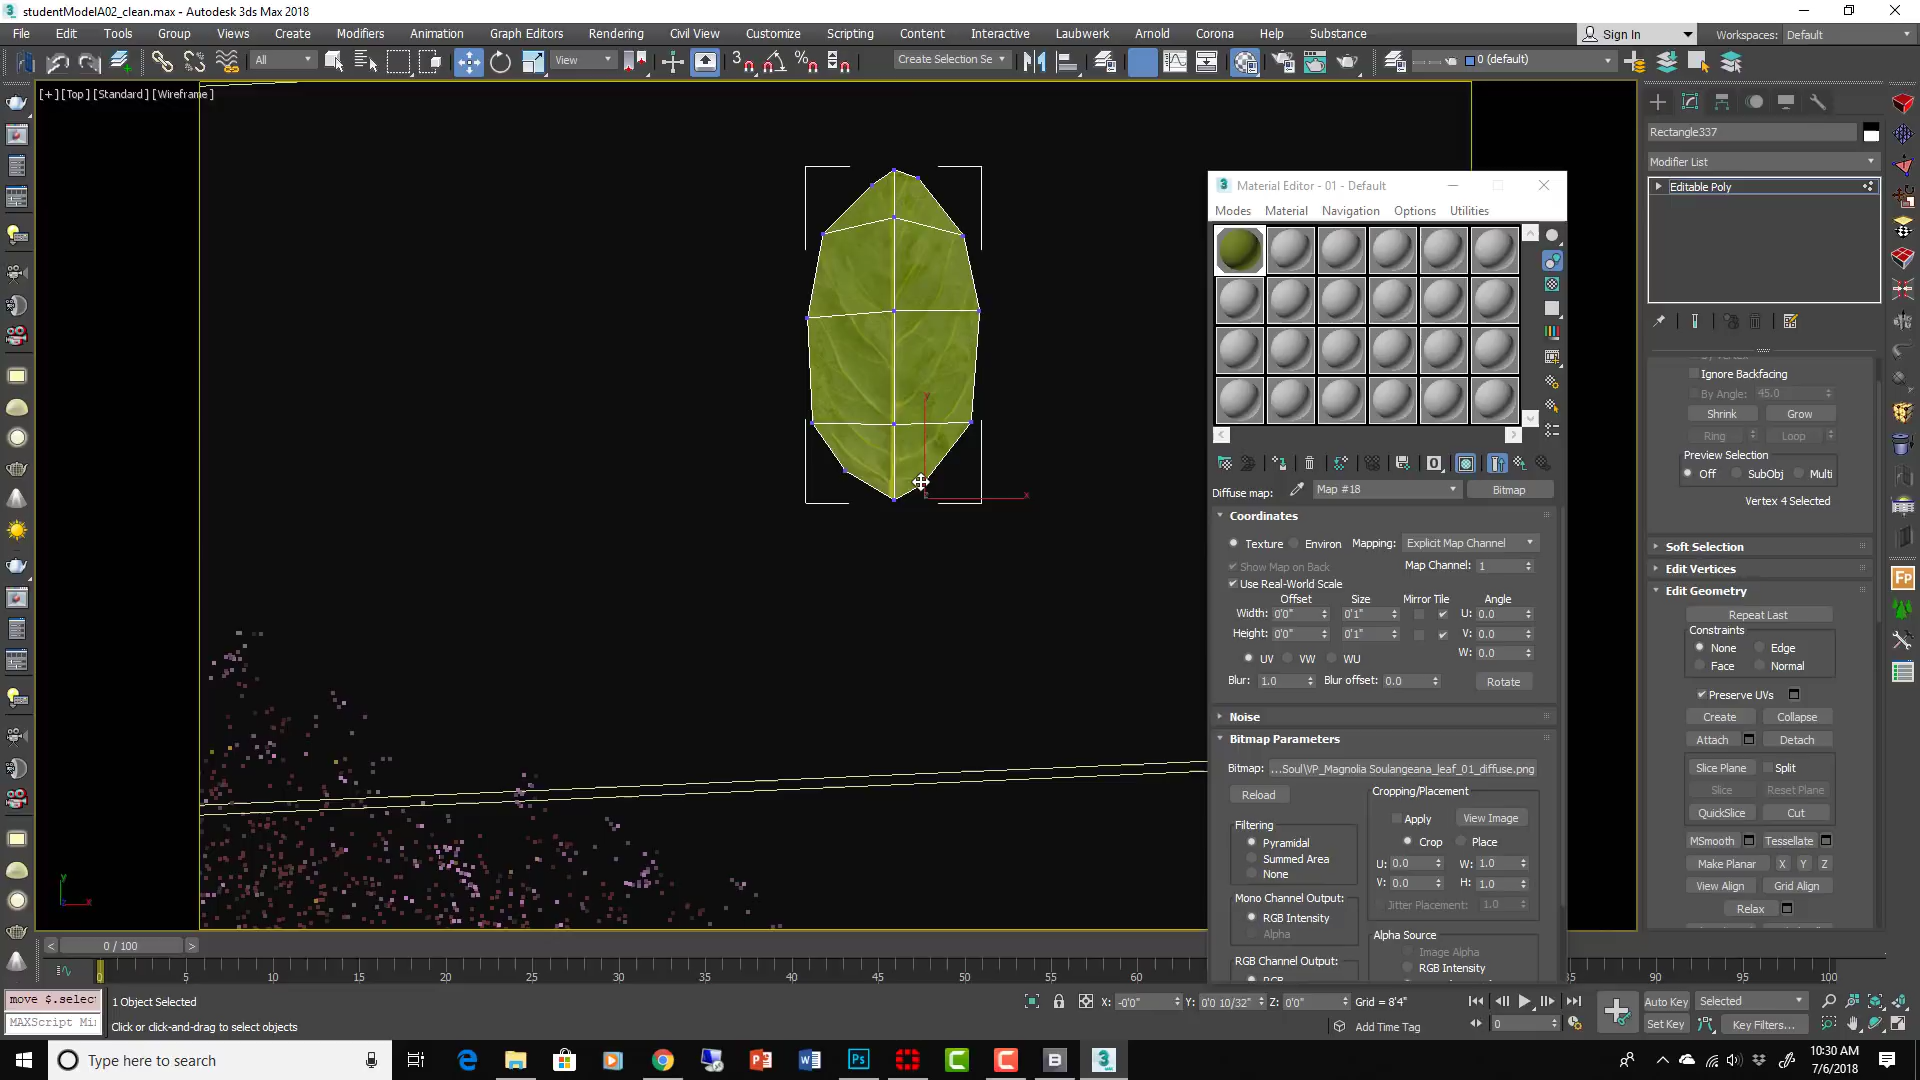 studentModelA02_clean.max - Autodesk 3ds Max 2018
File Edit Tools Group Views Create Modifiers Animation Graph Editors Rendering Civil View Customize Scripting Content Interactive Help Laubwerk Arnold Corona Substance Sign In Workspaces: Default
All View Create Selection Se 0 (default)
[+] [Top] [Standard] [Wireframe]
Rectangle337
Modifier List
Editable Poly
Material Editor - 01 - Default
Modes Material Navigation Options Utilities
Diffuse map: Map #18 Bitmap
Coordinates
Texture Environ Mapping: Explicit Map Channel
Show Map on Back Map Channel: 1
Use Real-World Scale
Offset Size Mirror Tile Angle
Width: 0'0" 0'1" U: 0.0
Height: 0'0" 0'1" V: 0.0
W: 0.0
UV VW WU
Blur: 1.0 Blur offset: 0.0 Rotate
Noise
Bitmap Parameters
Bitmap: ...Soul\VP_Magnolia Soulangeana_leaf_01_diffuse.png
Reload
Cropping/Placement
Apply View Image
Crop Place
U: 0.0 W: 1.0
V: 0.0 H: 1.0
Jitter Placement: 1.0
Filtering
Pyramidal
Summed Area
None
Mono Channel Output:
RGB Intensity
Alpha
RGB Channel Output:
RGB
Alpha Source
Image Alpha
RGB Intensity
By Vertex
Ignore Backfacing
By Angle: 45.0
Shrink Grow
Ring Loop
Preview Selection
Off SubObj Multi
Vertex 4 Selected
Soft Selection
Edit Vertices
Edit Geometry
Repeat Last
Constraints
None Edge
Face Normal
Preserve UVs
Create Collapse
Attach Detach
Slice Plane Split
Slice Reset Plane
QuickSlice Cut
MSmooth Tessellate
Make Planar X Y Z
View Align Grid Align
Relax
y
x
z
y
x
< 0 / 100 >
0 5 10 15 20 25 30 35 40 45 50 55 60 85 90 95 100
move $.selec
MAXScript Mi
1 Object Selected
Click or click-and-drag to select objects
X: -0'0" Y: 0'0 10/32" Z: 0'0" Grid = 8'4"
Add Time Tag
0
Auto Key Selected
Set Key Key Filters...
Type here to search
10:30 AM
7/6/2018